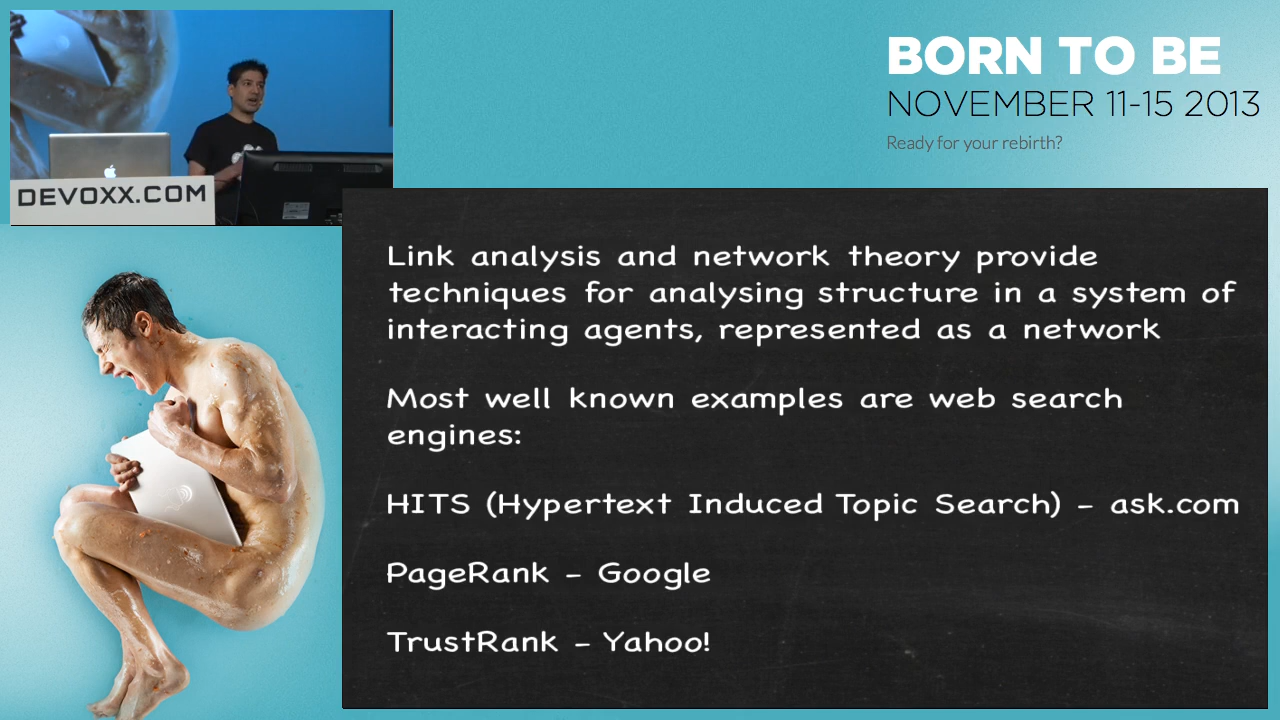 BORN TO BE
NOVEMBER 11-15 2013
Ready for your rebirth?
DEVOXX.COM
Link analysis and network theory provide
techniques for analysing structure in a system of
interacting agents, represented as a network
Most well known examples are web search
engines:
HITS (Hypertext Induced Topic Search) - ask.com
PageRank - Google
TrustRank - Yahoo!